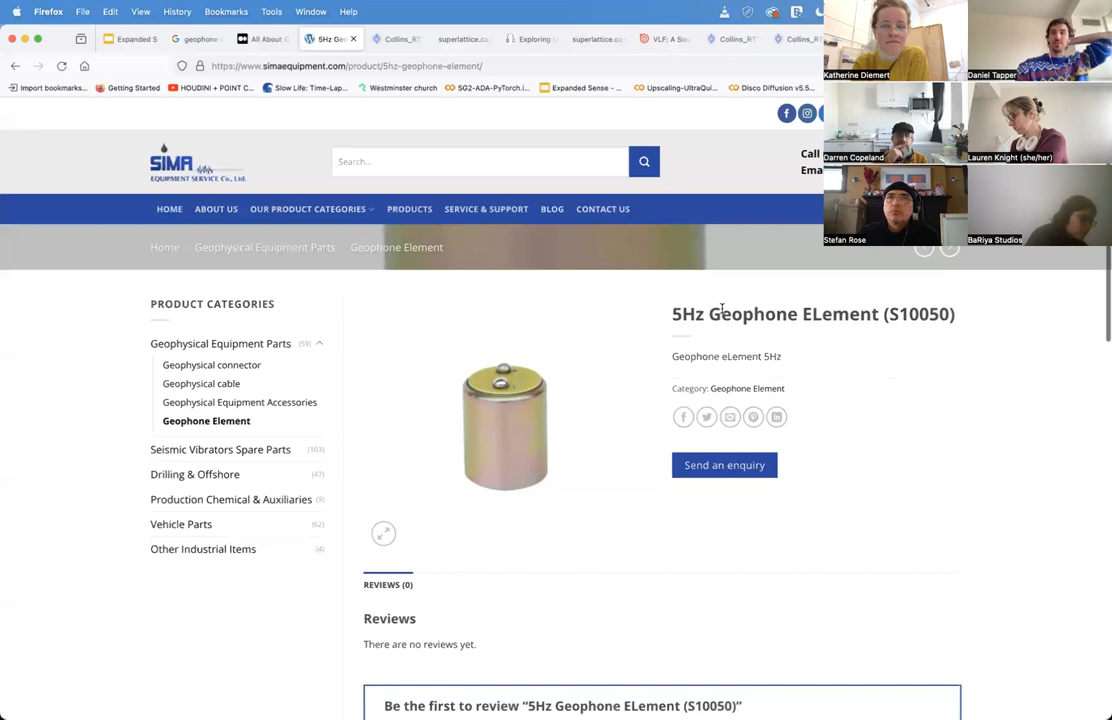 Firefox File Edit View History Bookmarks Tools Window Help
Expanded S
geophone
All About G
5Hz Geo
Collins_RT
superlattice.ca
Exploring
superlattice.ca
VLF: A Sou
Collins_RT
Collins_RT
https://www.simaequipment.com/product/5hz-geophone-element/
Import bookmarks...
Getting Started
HOUDINI + POINT C...
Slow Life: Time-Lap...
Westminster church
SG2-ADA-PyTorch.i...
Expanded Sense - ...
Upscaling-UltraQui...
Disco Diffusion v5.5...
Katherine Diemert
Daniel Tapper
Darren Copeland
Lauren Knight (she/her)
Stefan Rose
BaRiya Studios
SIMA
EQUIPMENT SERVICE Co., Ltd.
Search...
Call
Ema
HOME ABOUT US OUR PRODUCT CATEGORIES PRODUCTS SERVICE & SUPPORT BLOG CONTACT US
Home Geophysical Equipment Parts Geophone Element
PRODUCT CATEGORIES
Geophysical Equipment Parts (59)
Geophysical connector
Geophysical cable
Geophysical Equipment Accessories
Geophone Element
Seismic Vibrators Spare Parts (103)
Drilling & Offshore (47)
Production Chemical & Auxiliaries (9)
Vehicle Parts (62)
Other Industrial Items (4)
5Hz Geophone ELement (S10050)
Geophone eLement 5Hz
Category: Geophone Element
Send an enquiry
REVIEWS (0)
Reviews
There are no reviews yet.
Be the first to review “5Hz Geophone ELement (S10050)”